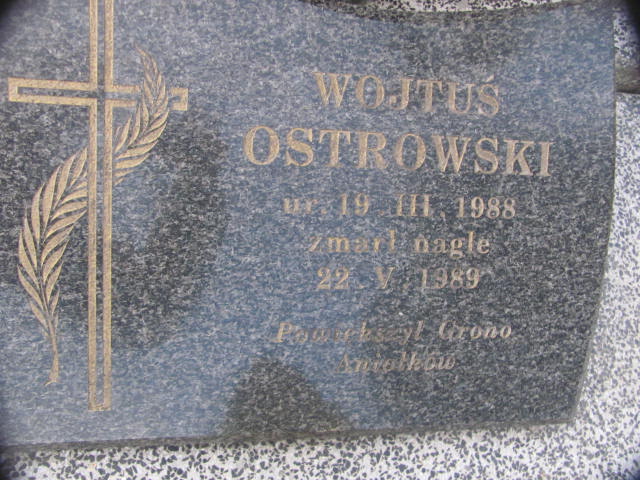 WOJTUŚ
OSTROWSKI
ur. 19. III. 1988
zmarł nagle
22. V. 1989
Powiększył Grono
Aniołków